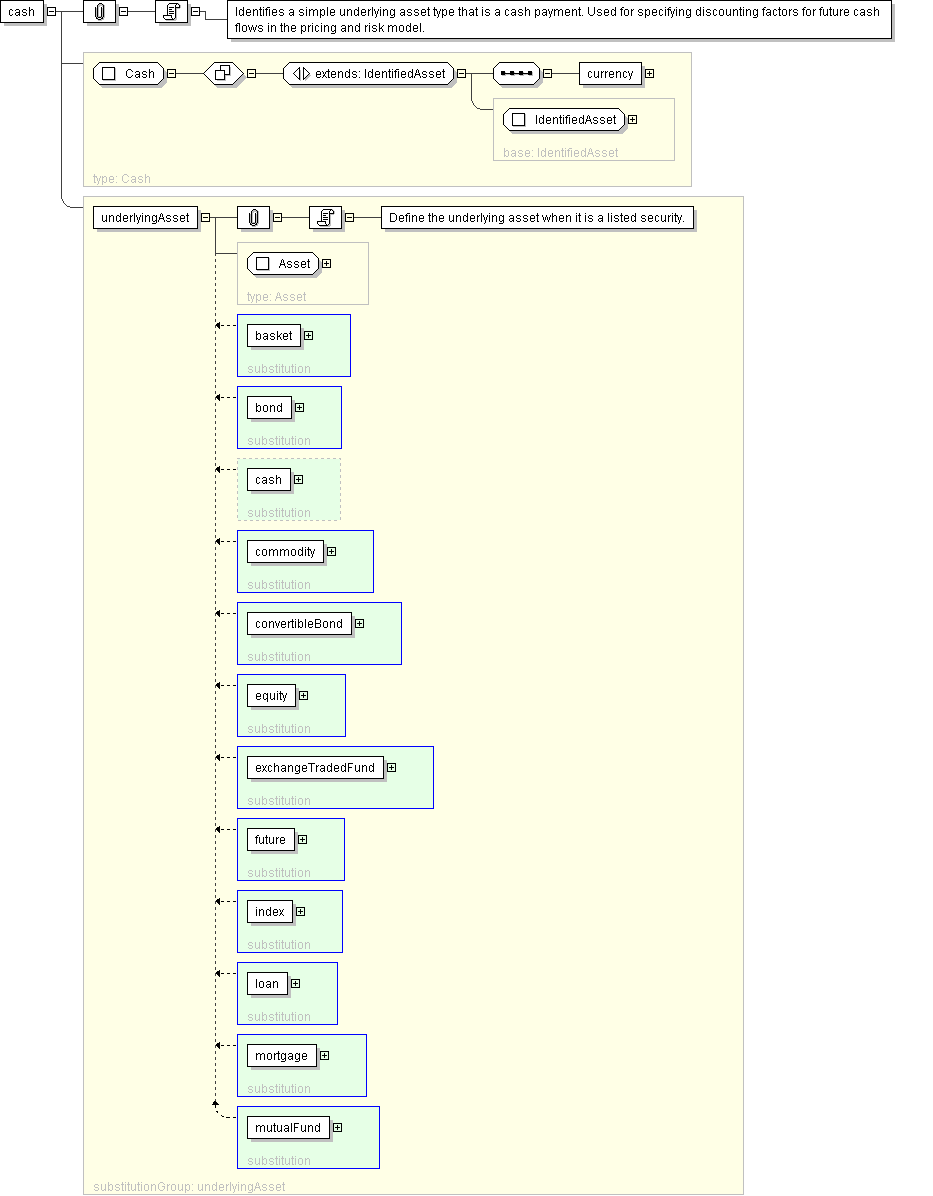 cash
Identifies a simple underlying asset type that is a cash payment. Used for specifying discounting factors for future cash
flows in the pricing and risk model.
Cash
extends: IdentifiedAsset
currency
IdentifiedAsset
base: IdentifiedAsset
type: Cash
underlyingAsset
Define the underlying asset when it is a listed security.
Asset
type: Asset
basket
substitution
bond
substitution
cash
substitution
commodity
substitution
convertibleBond
substitution
equity
substitution
exchangeTradedFund
substitution
future
substitution
index
substitution
loan
substitution
mortgage
substitution
mutualFund
substitution
substitutionGroup: underlyingAsset